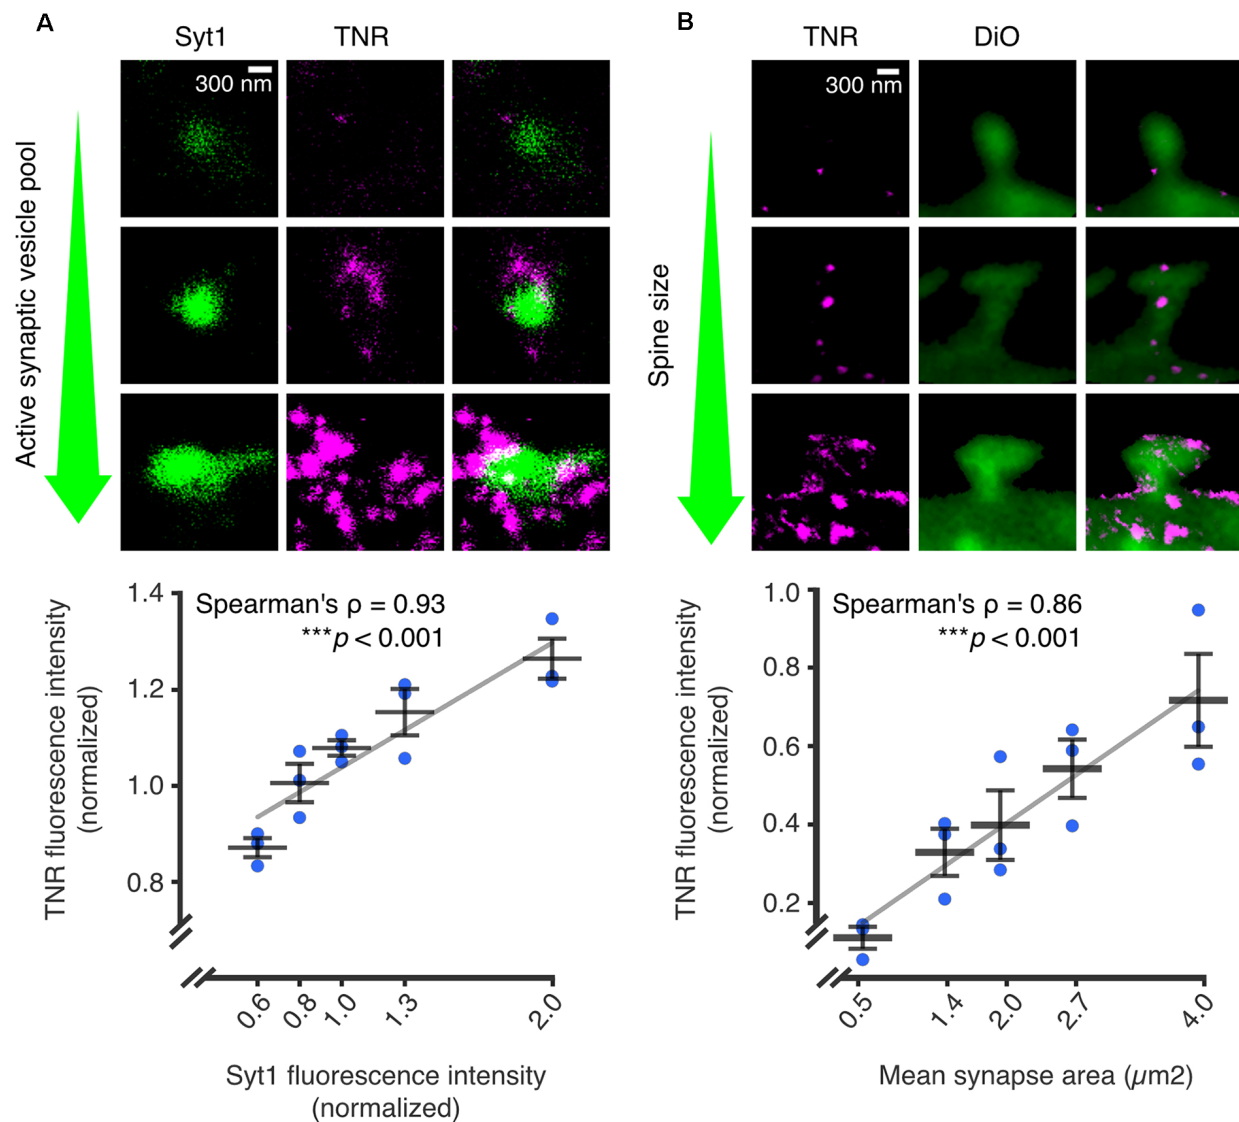 A
Syt1
TNR
300 nm
Active synaptic vesicle pool
TNR fluorescence intensity
(normalized)
1.4
1.2
1.0
0.8
Spearman's ρ = 0.93
***p < 0.001
0.6
0.8
1.0
1.3
2.0
Syt1 fluorescence intensity
(normalized)
B
TNR
DiO
300 nm
Spine size
TNR fluorescence intensity
(normalized)
1.0
0.8
0.6
0.4
0.2
Spearman's ρ = 0.86
***p < 0.001
0.5
1.4
2.0
2.7
4.0
Mean synapse area (μm2)